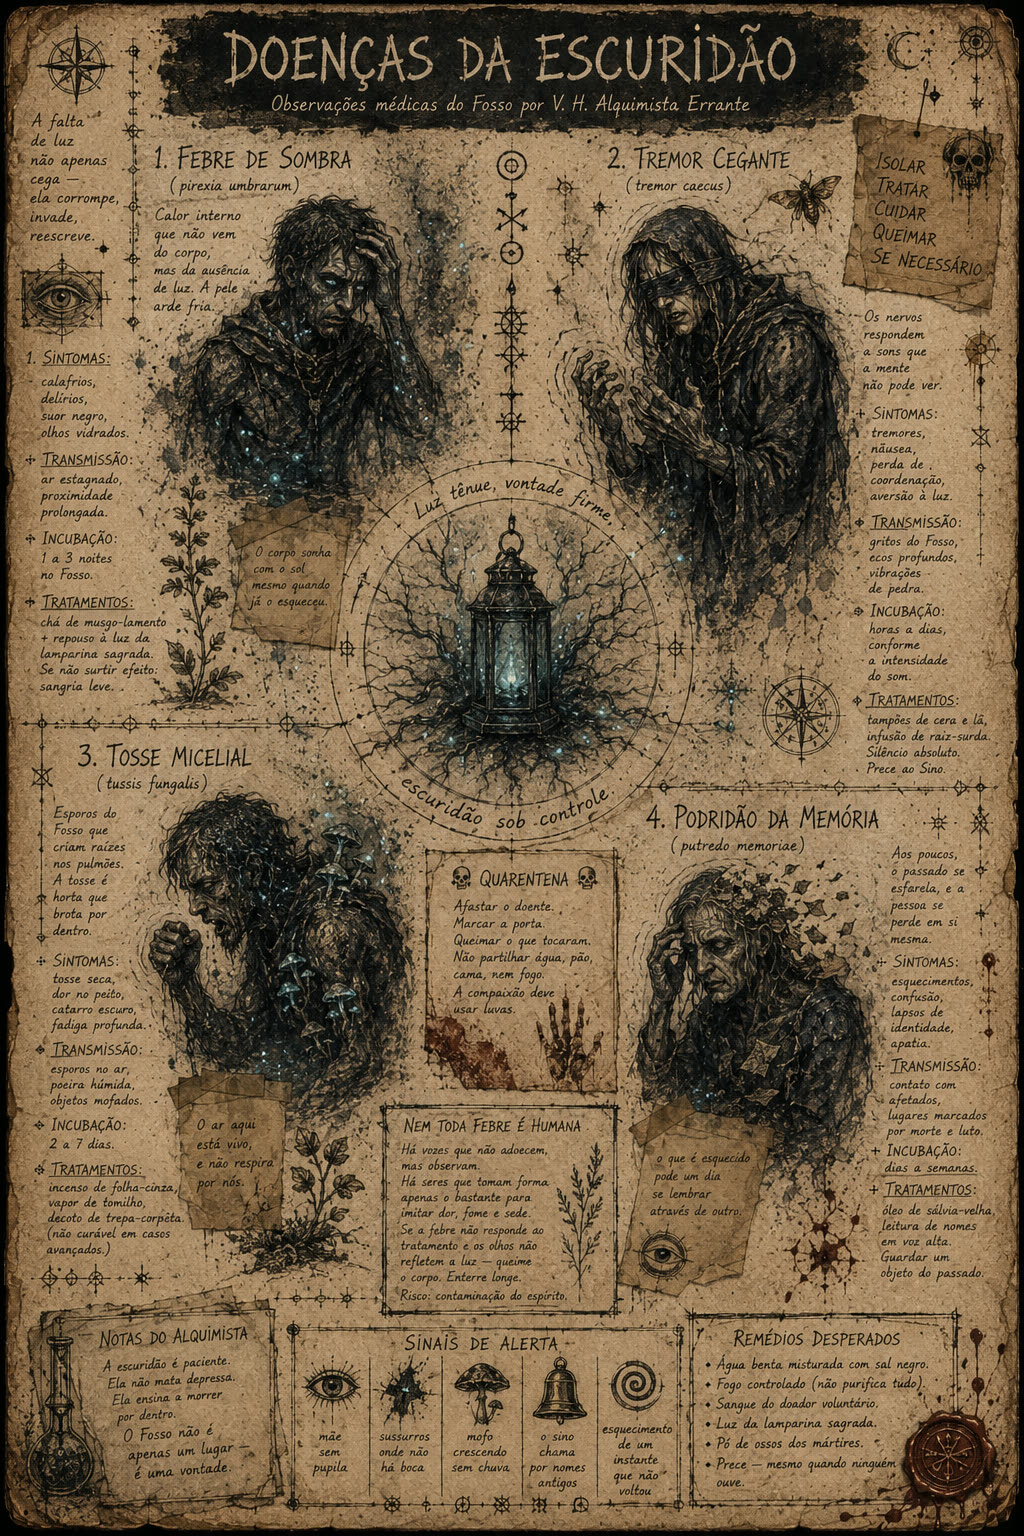 DOENÇAS DA ESCURIDÃO
Observações médicas do Fosso por V. H. Alquimista Errante
A falta
de luz
não apenas
cega —
ela corrompe,
invade,
reescreve.
1. FEBRE DE SOMBRA
(pirexia umbrarum)
Calor interno
que não vem
do corpo,
mas da ausência
de luz. A pele
arde fria.
1. SINTOMAS:
calafrios,
delírios,
suor negro,
olhos vidrados.
TRANSMISSÃO:
ar estagnado,
proximidade
prolongada.
INCUBAÇÃO:
1 a 3 noites
no Fosso.
TRATAMENTOS:
chá de musgo-lamento
+ repouso à luz da
lamparina sagrada.
Se não surtir efeito:
sangria leve.
O corpo sonha
com o sol
mesmo quando
já o esqueceu.
2. TREMOR CEGANTE
(tremor caecus)
ISOLAR
TRATAR
CUIDAR
QUEIMAR
SE NECESSÁRIO
Os nervos
respondem
a sons que
a mente
não pode ver.
SINTOMAS:
tremores,
náusea,
perda de
coordenação,
aversão à luz.
TRANSMISSÃO:
gritos do Fosso,
ecos profundos,
vibrações
de pedra.
INCUBAÇÃO:
horas a dias,
conforme
a intensidade
do som.
TRATAMENTOS:
tampões de cera e lã,
infusão de raiz-surda.
Silêncio absoluto.
Prece ao Sino.
Luz tênue, vontade firme,
escuridão sob controle.
3. TOSSE MICELIAL
(tussis fungalis)
Esporos do
Fosso que
criam raízes
nos pulmões.
A tosse é
horta que
brota por
dentro.
SINTOMAS:
tosse seca,
dor no peito,
catarro escuro,
fadiga profunda.
TRANSMISSÃO:
esporos no ar,
poeira húmida,
objetos mofados.
INCUBAÇÃO:
2 a 7 dias.
TRATAMENTOS:
incenso de folha-cinza,
vapor de tomilho,
decoto de trepa-corpêta.
(não curável em casos
avançados.)
O ar aqui
está vivo,
e não respira
por nós.
QUARENTENA
Afastar o doente.
Marcar a porta.
Queimar o que tocaram.
Não partilhar água, pão,
cama, nem fogo.
A compaixão deve
usar luvas.
NEM TODA FEBRE É HUMANA
Há vozes que não adoecem,
mas observam.
Há seres que tomam forma
apenas o bastante para
imitar dor, fome e sede.
Se a febre não responde ao
tratamento e os olhos não
refletem a luz — queime
o corpo. Enterre longe.
Risco: contaminação do espírito.
4. PODRIDÃO DA MEMÓRIA
(putredo memoriae)
Aos poucos,
o passado se
esfarela, e a
pessoa se
perde em si
mesma.
SINTOMAS:
esquecimentos,
confusão,
lapsos de
identidade,
apatia.
TRANSMISSÃO:
contato com
afetados,
lugares marcados
por morte e luto.
INCUBAÇÃO:
dias a semanas.
TRATAMENTOS:
óleo de sálvia-velha,
leitura de nomes
em voz alta.
Guardar um
objeto do passado.
o que é esquecido
pode um dia
se lembrar
através de outro.
NOTAS DO ALQUIMISTA
A escuridão é paciente.
Ela não mata depressa.
Ela ensina a morrer
por dentro.
O Fosso não é
apenas um lugar —
é uma vontade.
SINAIS DE ALERTA
mãe
sem
pupila
sussurros
onde não
há boca
mofo
crescendo
sem chuva
o sino
chama
por nomes
antigos
esquecimento
de um
instante
que não
voltou
REMÉDIOS DESPERADOS
• Água benta misturada com sal negro.
• Fogo controlado (não purifica tudo)
• Sangue do doador voluntário.
• Luz da lamparina sagrada.
• Pó de ossos dos mártires.
• Prece — mesmo quando ninguém
ouve.